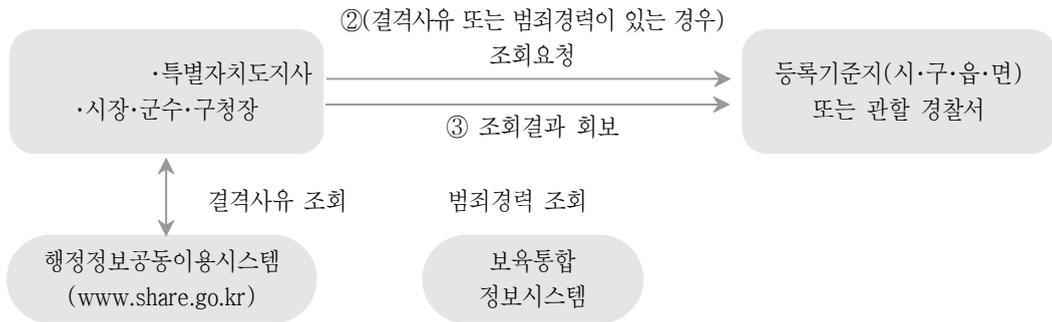 ②(결격사유 또는 범죄경력이 있는 경우)
조회요청
·특별자치도지사
·시장·군수·구청장
등록기준지(시·구·읍·면)
또는 관할 경찰서
③ 조회결과 회보
결격사유 조회
범죄경력 조회
행정정보공동이용시스템
(www.share.go.kr)
보육통합
정보시스템